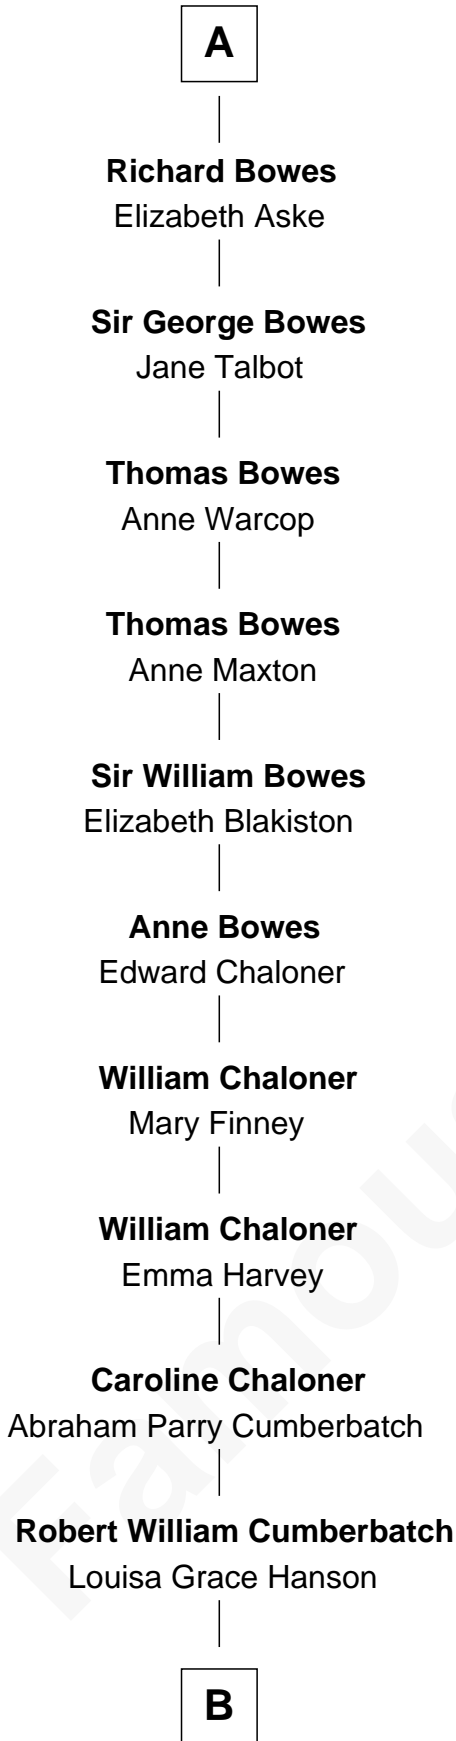 A
Richard Bowes
Elizabeth Aske
Sir George Bowes
Jane Talbot
Thomas Bowes
Anne Warcop
Thomas Bowes
Anne Maxton
Sir William Bowes
Elizabeth Blakiston
Anne Bowes
Edward Chaloner
William Chaloner
Mary Finney
William Chaloner
Emma Harvey
Caroline Chaloner
Abraham Parry Cumberbatch
Robert William Cumberbatch
Louisa Grace Hanson
B